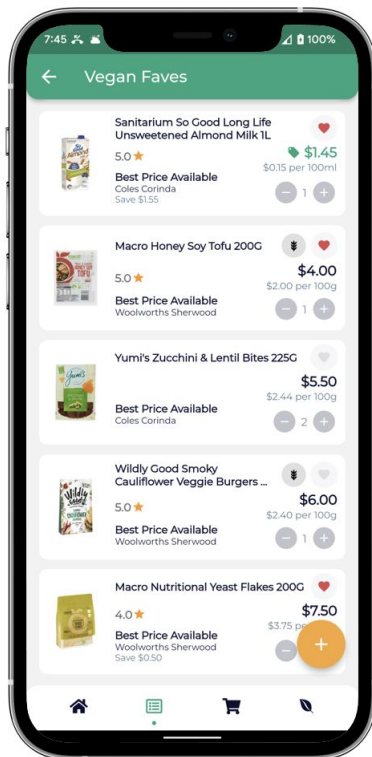 7:45
100%
Vegan Faves
Sanitarium So Good Long Life
Unsweetened Almond Milk 1L
5.0
$1.45
$0.15 per 100ml
Best Price Available
Coles Corinda
Save $1.55
1
Macro Honey Soy Tofu 200G
5.0
$4.00
$2.00 per 100g
Best Price Available
Woolworths Sherwood
1
Yumi's Zucchini & Lentil Bites 225G
$5.50
$2.44 per 100g
Best Price Available
Coles Corinda
2
Wildly Good Smoky
Cauliflower Veggie Burgers ...
5.0
$6.00
$2.40 per 100g
Best Price Available
Woolworths Sherwood
1
Macro Nutritional Yeast Flakes 200G
4.0
$7.50
$3.75 pe
Best Price Available
Woolworths Sherwood
Save $0.50